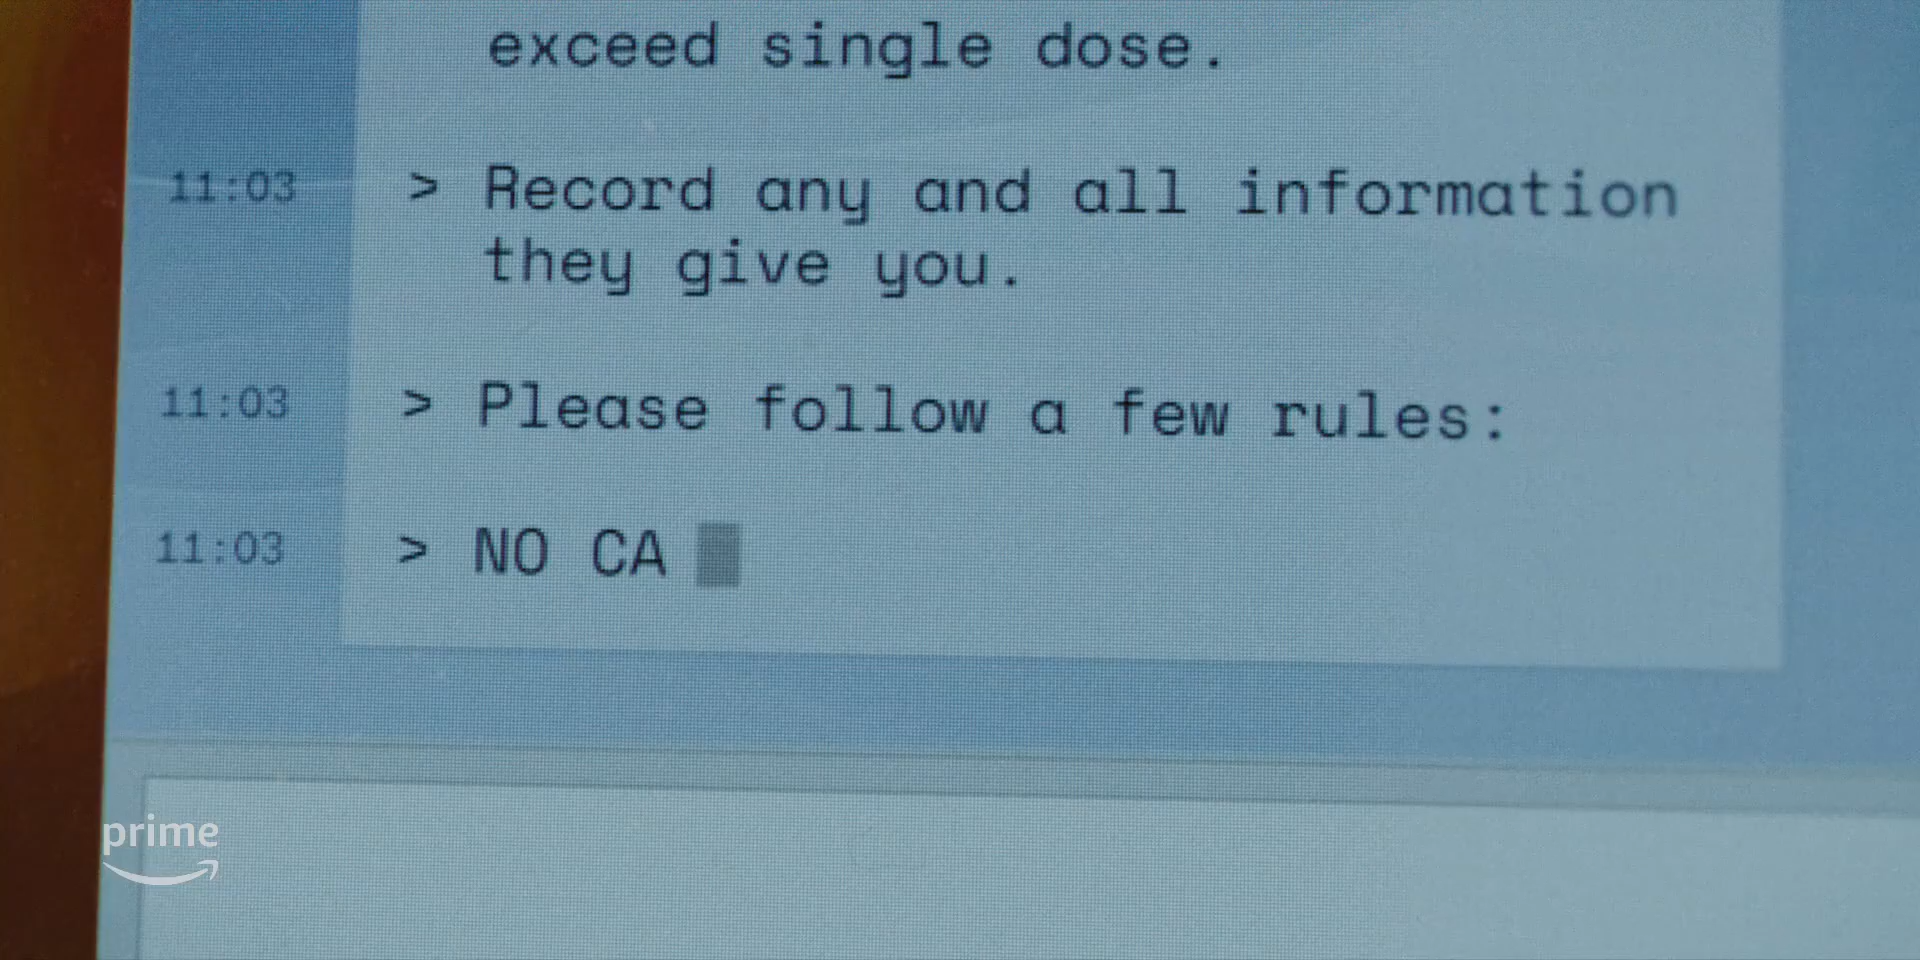 exceed single dose.
11:03 > Record any and all information
they give you.
11:03 > Please follow a few rules:
11:03 > NO CA
prime